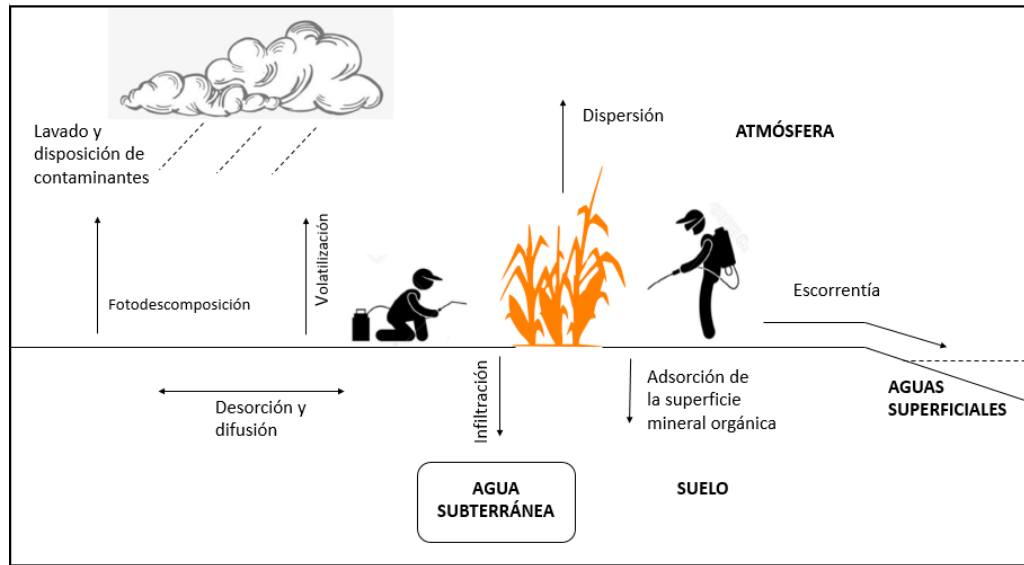 Lavado y
disposición de
contaminantes
Dispersión
ATMÓSFERA
Volatilización
Fotodescomposición
Escorrentía
Desorción y
difusión
Infiltración
Adsorción de
la superficie
mineral orgánica
AGUAS
SUPERFICIALES
AGUA
SUBTERRÁNEA
SUELO